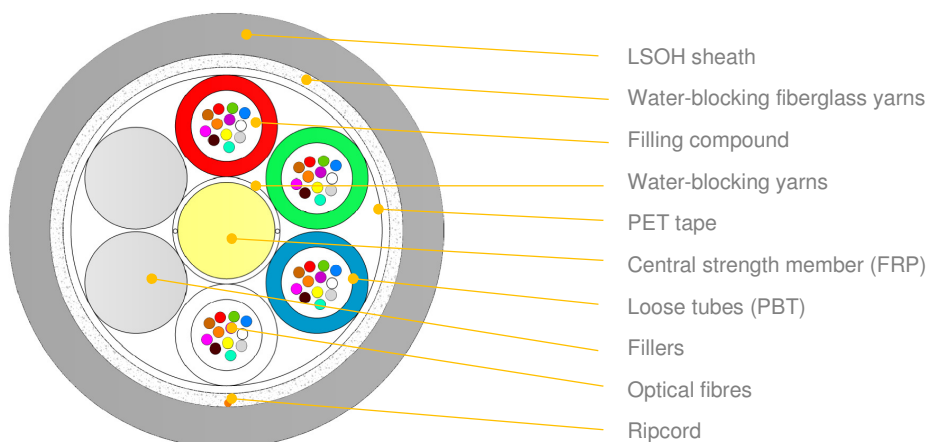 LSOH sheath
Water-blocking fiberglass yarns
Filling compound
Water-blocking yarns
PET tape
Central strength member (FRP)
Loose tubes (PBT)
Fillers
Optical fibres
Ripcord